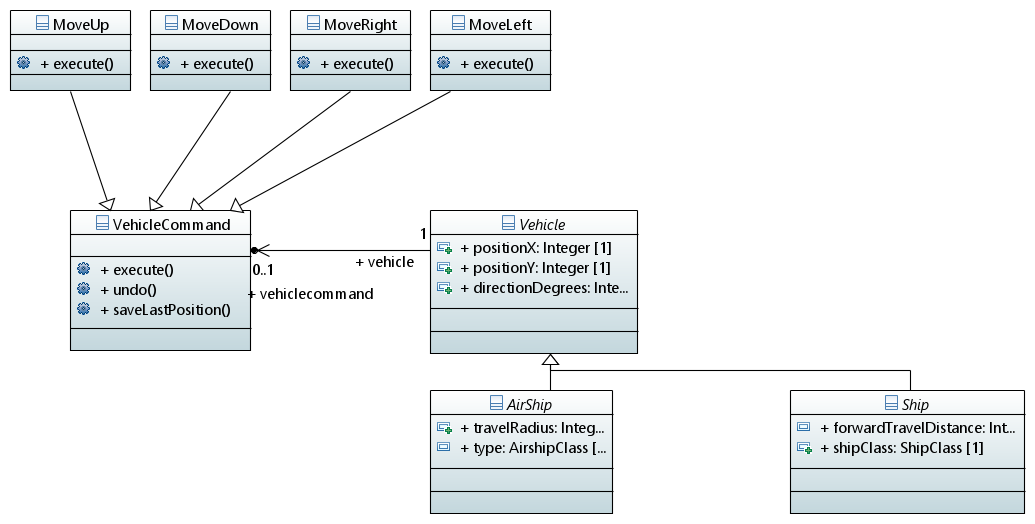 MoveUp
+ execute()
MoveDown
+ execute()
MoveRight
+ execute()
MoveLeft
+ execute()
VehicleCommand
+ execute()
+ undo()
+ saveLastPosition()
1
+ vehicle
0..1
+ vehiclecommand
Vehicle
+ positionX: Integer [1]
+ positionY: Integer [1]
+ directionDegrees: Inte...
AirShip
+ travelRadius: Integ...
+ type: AirshipClass [...
Ship
+ forwardTravelDistance: Int...
+ shipClass: ShipClass [1]